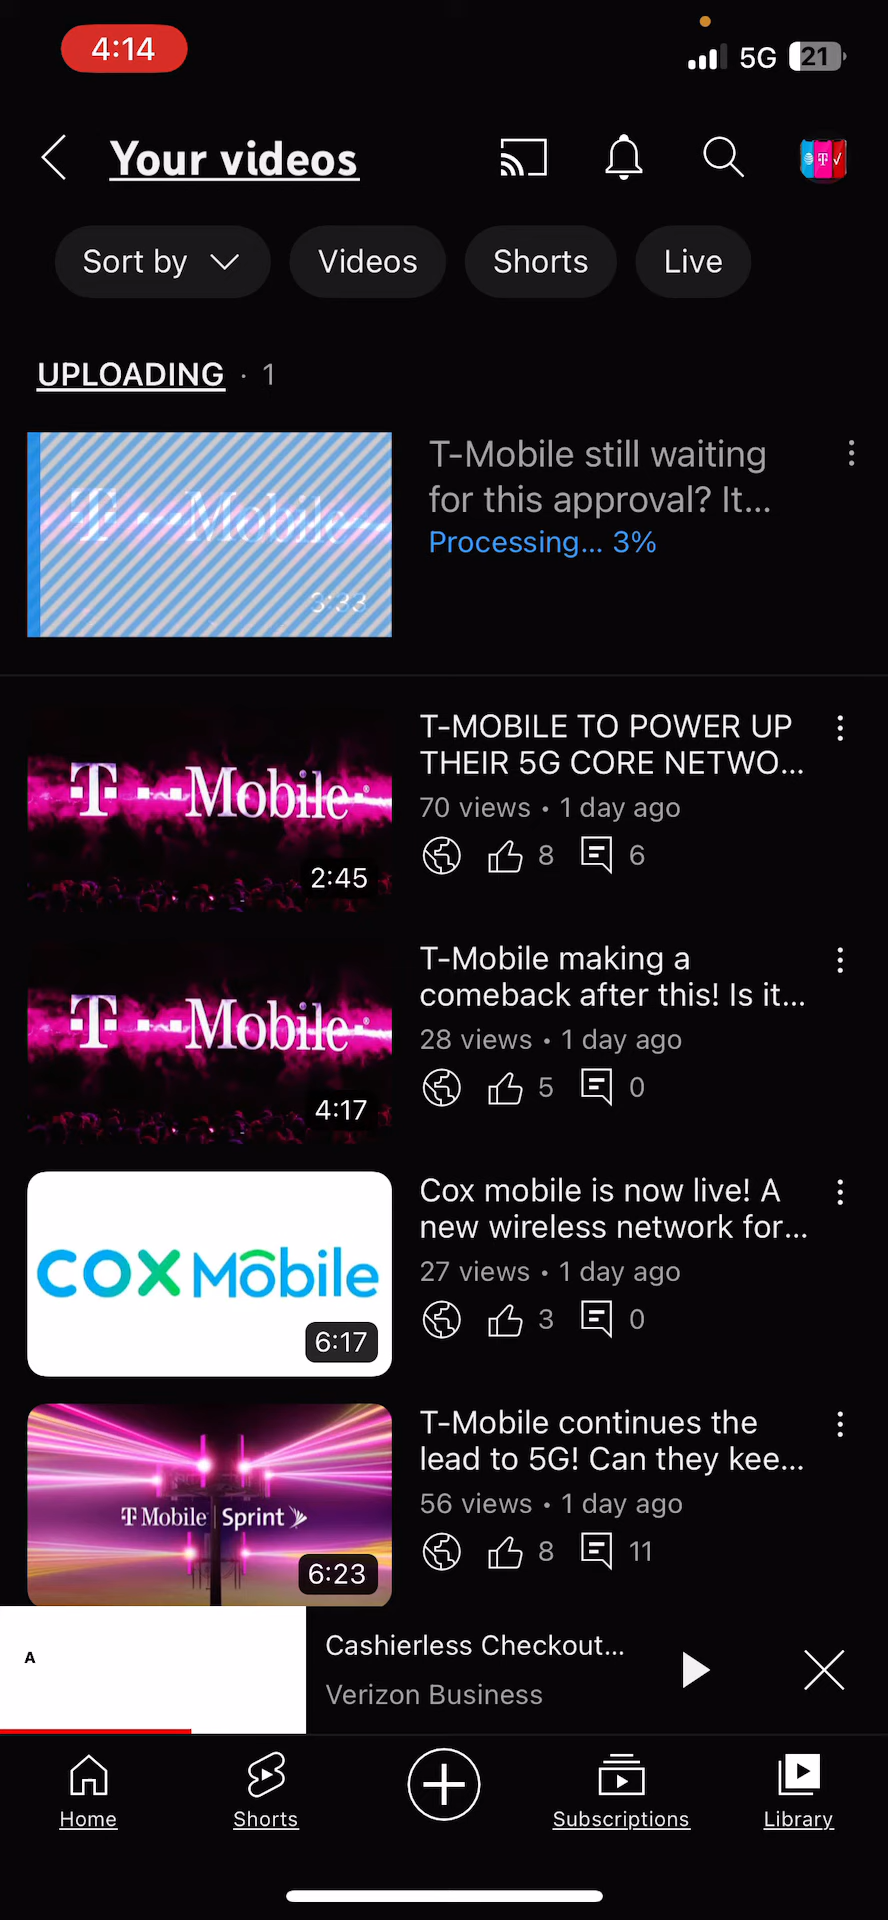 4:14
5G 21
Your videos
Sort by
Videos
Shorts
Live
UPLOADING · 1
T-Mobile
3:33
T-Mobile still waiting
for this approval? It...
Processing... 3%
T-Mobile
2:45
T-MOBILE TO POWER UP
THEIR 5G CORE NETWO...
70 views • 1 day ago
8 6
T-Mobile
4:17
T-Mobile making a
comeback after this! Is it...
28 views • 1 day ago
5 0
COX Mobile
6:17
Cox mobile is now live! A
new wireless network for...
27 views • 1 day ago
3 0
T Mobile | Sprint
6:23
T-Mobile continues the
lead to 5G! Can they kee...
56 views • 1 day ago
8 11
A
Cashierless Checkout...
Verizon Business
Home
Shorts
Subscriptions
Library